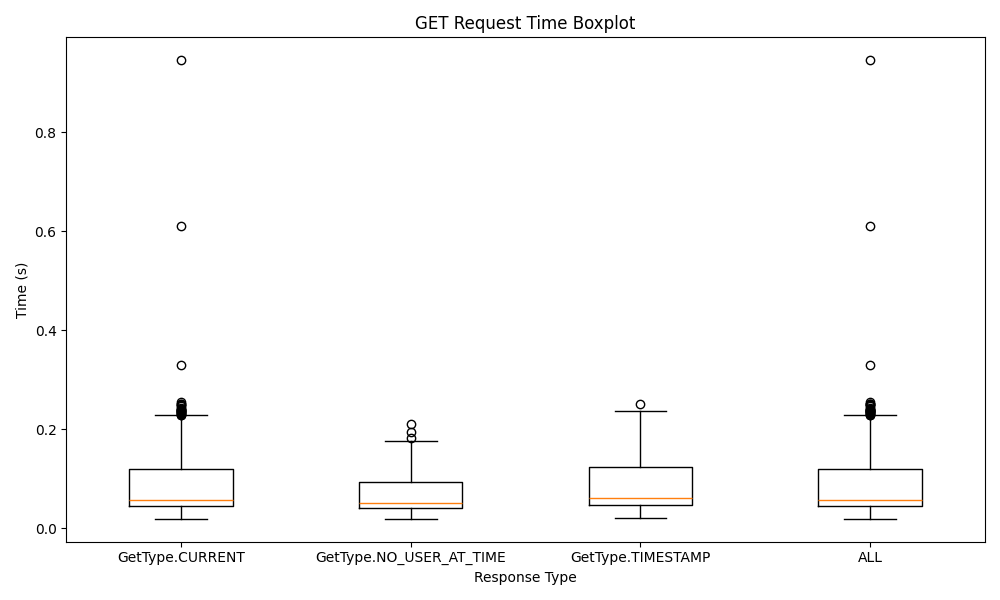 GET Request Time Boxplot
Time (s)
0.8
0.6
0.4
0.2
0.0
GetType.CURRENT
GetType.NO_USER_AT_TIME
GetType.TIMESTAMP
ALL
Response Type